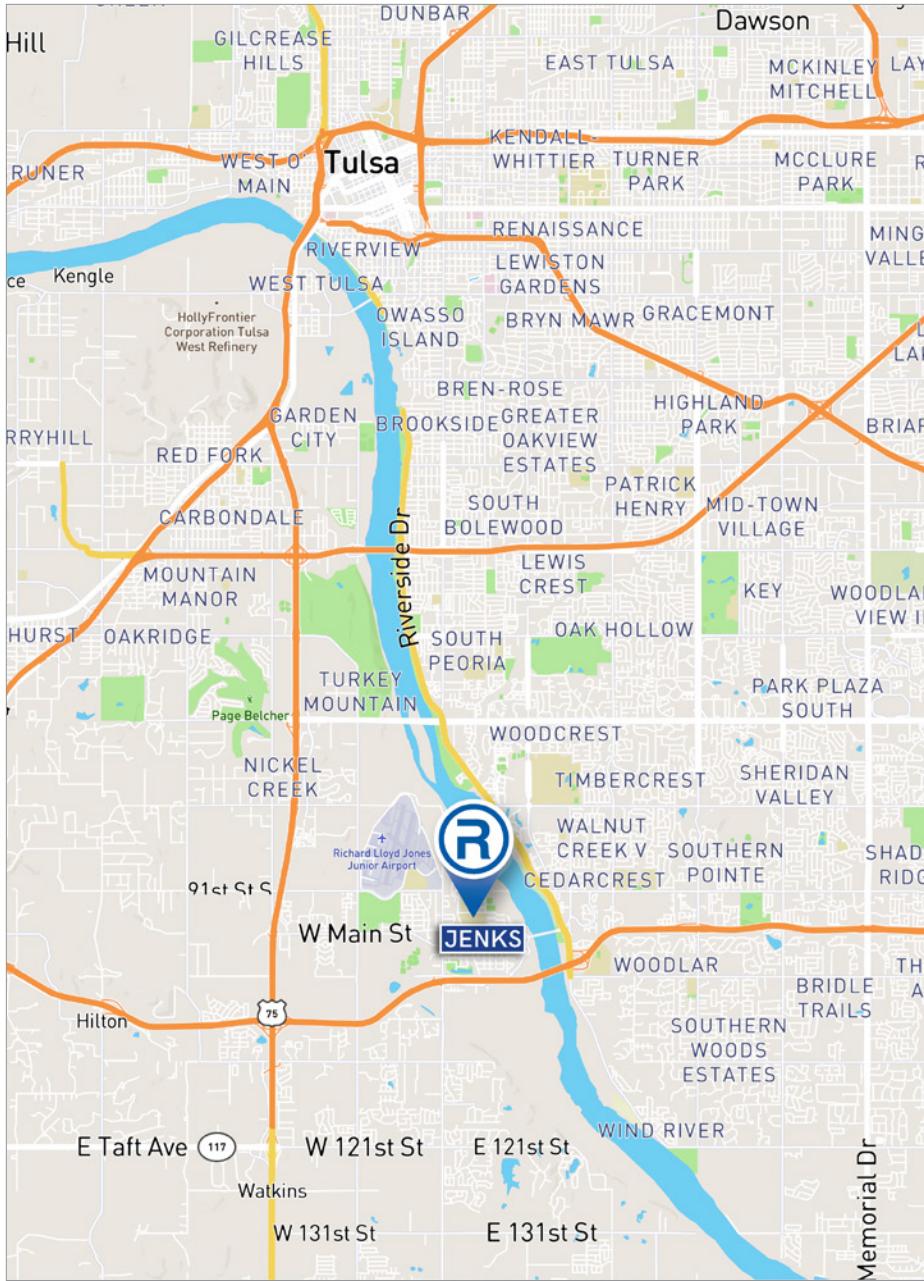 GREEN
DUNBAR
Dawson
Hill
GILCREASE
HILLS
EAST TULSA
MCKINLEY
MITCHELL
LAY
KENDALL-
WHITTIER
TURNER
PARK
MCCLURE
PARK
RUNER
WEST O'
MAIN
Tulsa
R
RENAISSANCE
MING
VALLE
RIVERVIEW
LEWISTON
GARDENS
ce
Kengle
WEST TULSA
HollyFrontier
Corporation Tulsa
West Refinery
OWASSO
ISLAND
BRYN MAWR
GRACEMONT
L
LAN
BREN-ROSE
HIGHLAND
PARK
GARDEN
CITY
BROOKSIDE
GREATER
OAKVIEW
ESTATES
BRIAR
RRYHILL
RED FORK
PATRICK
HENRY
SOUTH
BOLEWOOD
MID-TOWN
VILLAGE
CARBONDALE
Riverside Dr
MOUNTAIN
MANOR
LEWIS
CREST
KEY
WOODLA
VIEW I
HURST
OAKRIDGE
SOUTH
PEORIA
OAK HOLLOW
TURKEY
MOUNTAIN
PARK PLAZA
SOUTH
Page Belcher
WOODCREST
NICKEL
CREEK
TIMBERCREST
SHERIDAN
VALLEY
R
WALNUT
CREEK V
SOUTHERN
POINTE
SHAD
RIDG
Richard Lloyd Jones
Junior Airport
CEDARCREST
91st St S
W Main St
JENKS
WOODLAR
TH
A
BRIDLE
TRAILS
75
Hilton
SOUTHERN
WOODS
ESTATES
WIND RIVER
E Taft Ave
117
W 121st St
E 121st St
Memorial Dr
Watkins
W 131st St
E 131st St